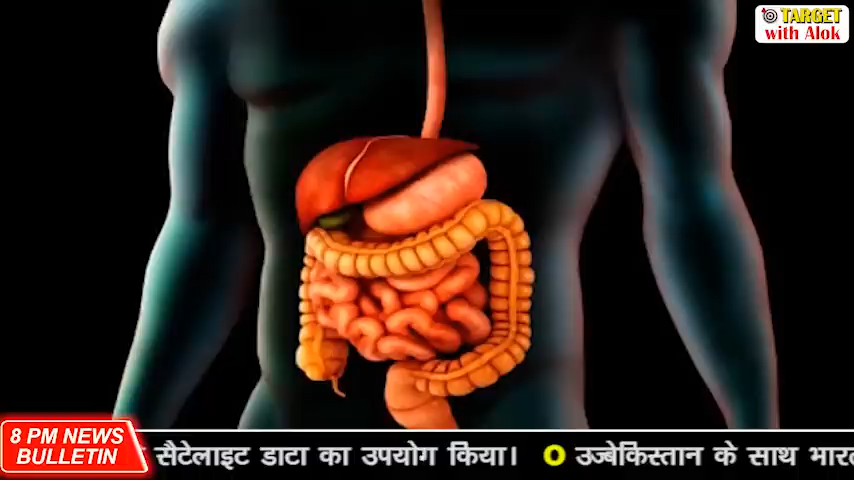 TARGET
with Alok
8 PM NEWS
BULLETIN
सैटेलाइट डाटा का उपयोग किया। उज्बेकिस्तान के साथ